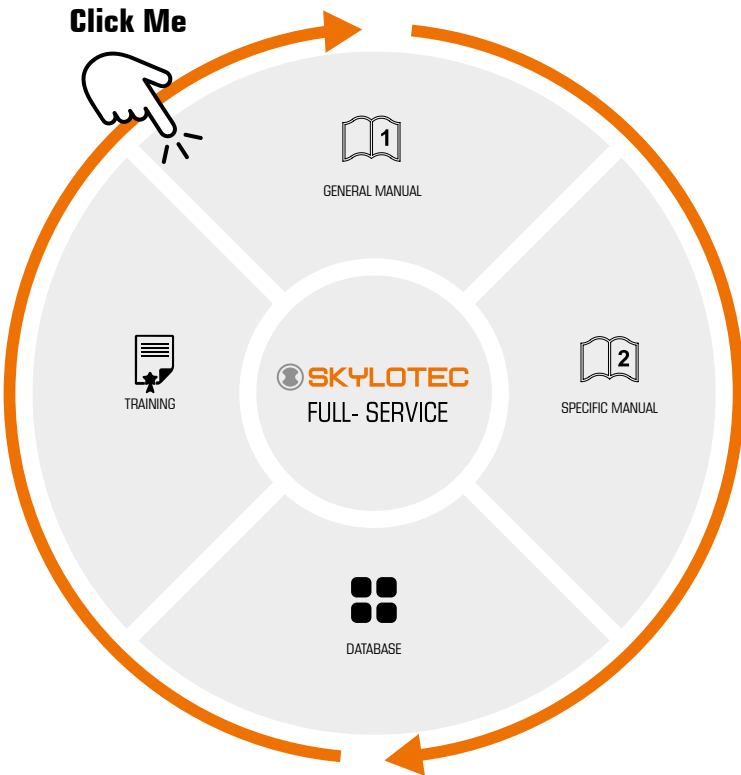 Click Me
1
GENERAL MANUAL
TRAINING
SKYLOTEC
FULL- SERVICE
2
SPECIFIC MANUAL
DATABASE